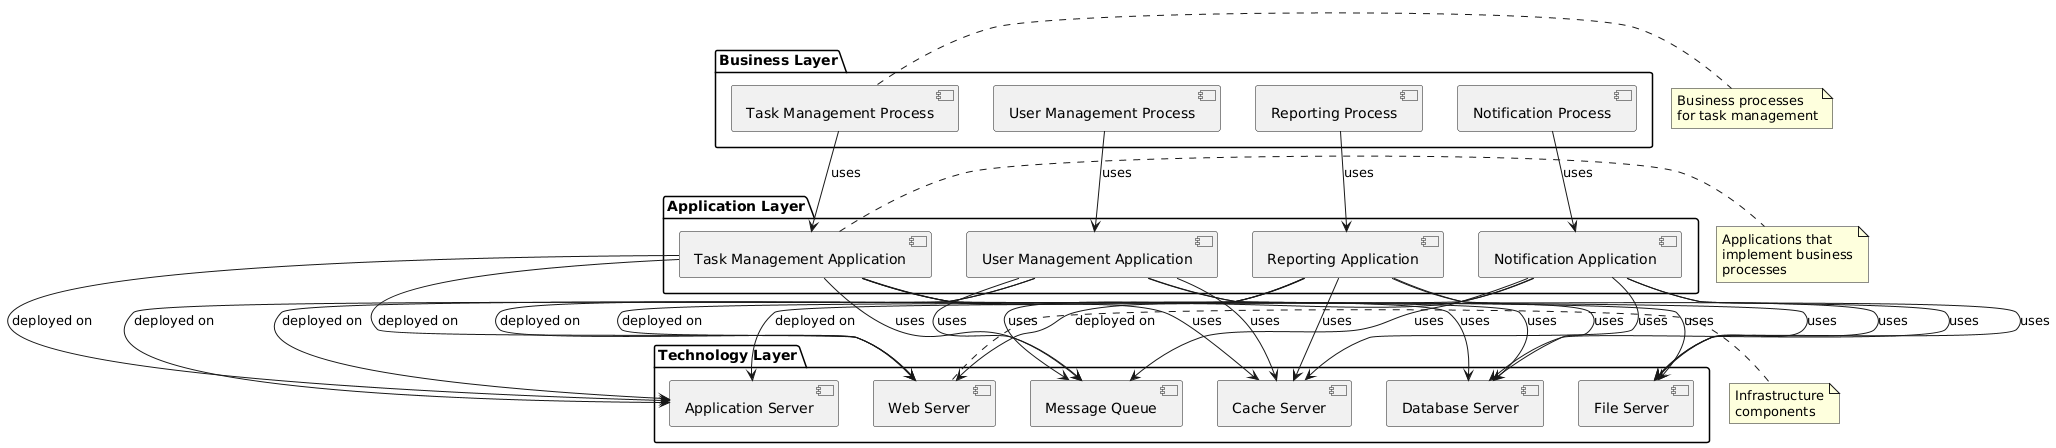 Business Layer
Task Management Process
User Management Process
Reporting Process
Notification Process
Business processes
for task management
uses
uses
uses
uses
Application Layer
Task Management Application
User Management Application
Reporting Application
Notification Application
Applications that
implement business
processes
deployed on
deployed on
deployed on
deployed on
deployed on
deployed on
deployed on
uses
uses
uses
deployed on
uses
uses
uses
uses
uses
uses
uses
uses
uses
uses
uses
uses
uses
Technology Layer
Application Server
Web Server
Message Queue
Cache Server
Database Server
File Server
Infrastructure
components